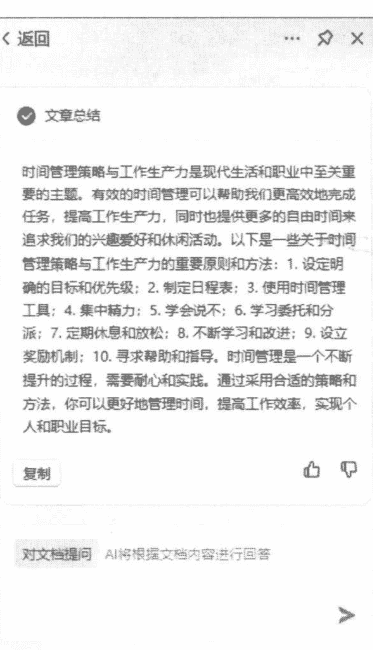 返回
文章总结
时间管理策略与工作生产力是现代生活和职业中至关重
要的主题。有效的时间管理可以帮助我们更高效地完成
任务，提高工作生产力，同时也提供更多的自由时间来
追求我们的兴趣爱好和休闲活动。以下是一些关于时间
管理策略与工作生产力的重要原则和方法：1. 设定明
确的目标和优先级；2. 制定日程表；3. 使用时间管理
工具；4. 集中精力；5. 学会说不；6. 学习委托和分
派；7. 定期休息和放松；8. 不断学习和改进；9. 设立
奖励机制；10. 寻求帮助和指导。时间管理是一个不断
提升的过程，需要耐心和实践。通过采用合适的策略和
方法，你可以更好地管理时间，提高工作效率，实现个
人和职业目标。
复制
对文档提问 AI将根据文档内容进行回答